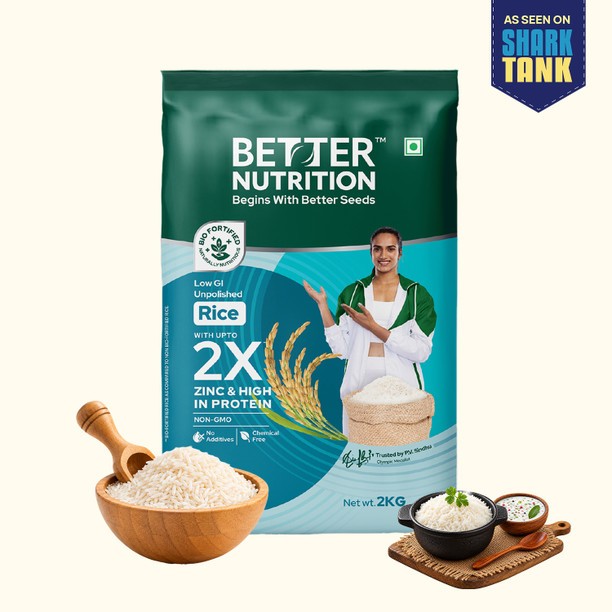 AS SEEN ON
SHARK
TANK
BETTER™
NUTRITION
Begins With Better Seeds
BIO FORTIFIED
NATURALLY NUTRITIOUS
Low GI
Unpolished
Rice
WITH UPTO
2X
ZINC & HIGH
IN PROTEIN
NON-GMO
No
Additives
Chemical
Free
Trusted by P.V. Sindhu
Olympic Medalist
Net wt. 2KG